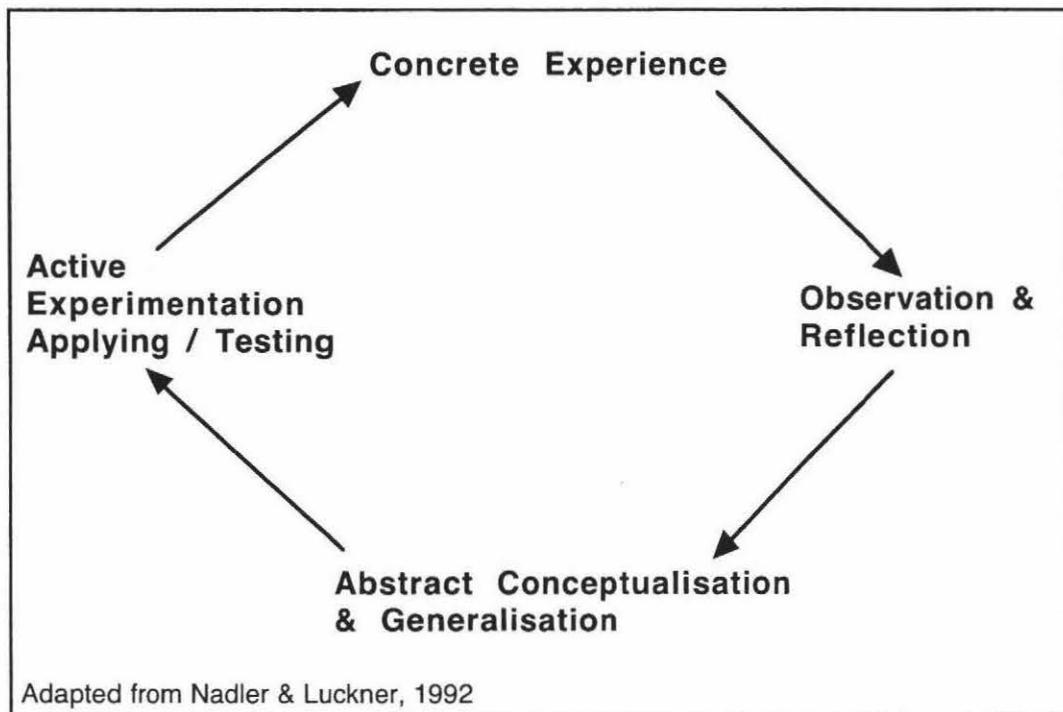 Concrete Experience
Active
Experimentation
Applying / Testing
Observation &
Reflection
Abstract Conceptualisation
& Generalisation
Adapted from Nadler & Luckner, 1992